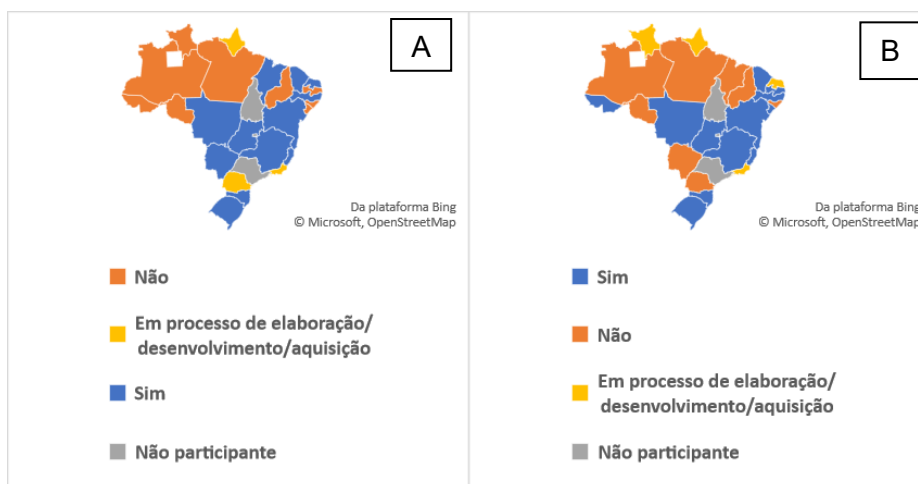 A
Da plataforma Bing
© Microsoft, OpenStreetMap
Não
Em processo de elaboração/
desenvolvimento/aquisição
Sim
Não participante
B
Da plataforma Bing
© Microsoft, OpenStreetMap
Sim
Não
Em processo de elaboração/
desenvolvimento/aquisição
Não participante